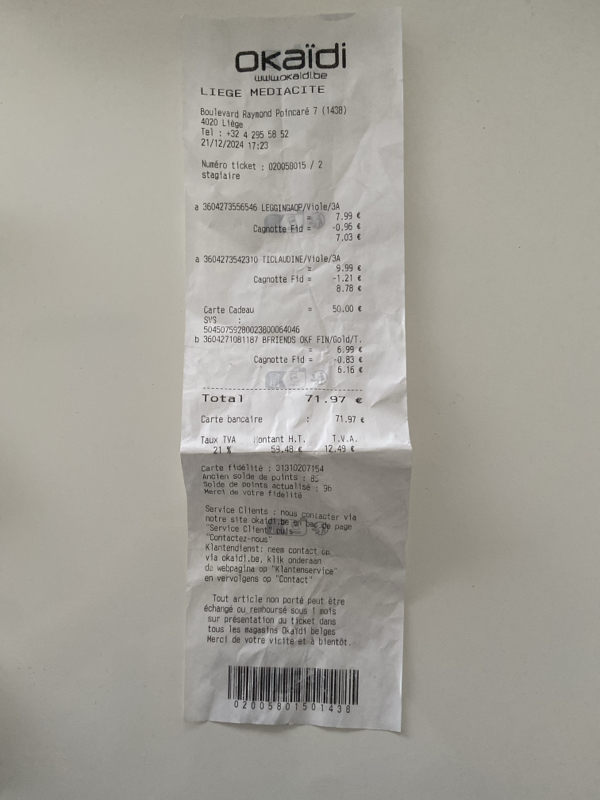 OKaïdi
www.okaidi.be
LIEGE MEDIACITE
Boulevard Raymond Poincaré 7 (1438)
4020 Liège
Tel : +32 4 295 58 52
21/12/2024 17:23
Numéro ticket : 020058015 / 2
stagiaire
a 3604273556546 LEGGINGAOP/Viole/3A
= 7.99 €
Cagnotte Fid = -0.96 €
7.03 €
a 3604273542310 TICLAUDINE/Viole/3A
= 9.99 €
Cagnotte Fid = -1.21 €
8.78 €
Carte Cadeau = 50.00 €
SVS :
50450759280023800064046
b 3604271081187 BFRIENDS OKF FIN/Gold/T.
= 6.99 €
Cagnotte Fid = -0.83 €
6.16 €
Total 71.97 €
Carte bancaire : 71.97 €
Taux TVA Montant H.T. T.V.A.
21 % 59.48 € 12.49 €
Carte fidélité : 31310207154
Ancien solde de points :
Solde de points actualisé : 96
Merci de votre fidelité
Service Clients : nous contacter via
notre site okaidi.be en bas de page
"Service Client" puis
"Contactez-nous"
Klantendienst: neem contact op
via okaidi.be, klik onderaan
de webpagina op "Klantenservice"
en vervolgens op "Contact"
Tout article non porté peut être
échangé ou remboursé sous 1 mois
sur présentation du ticket dans
tous les magasins Okaïdi belges
Merci de votre visite et à bientôt.
02005801501438